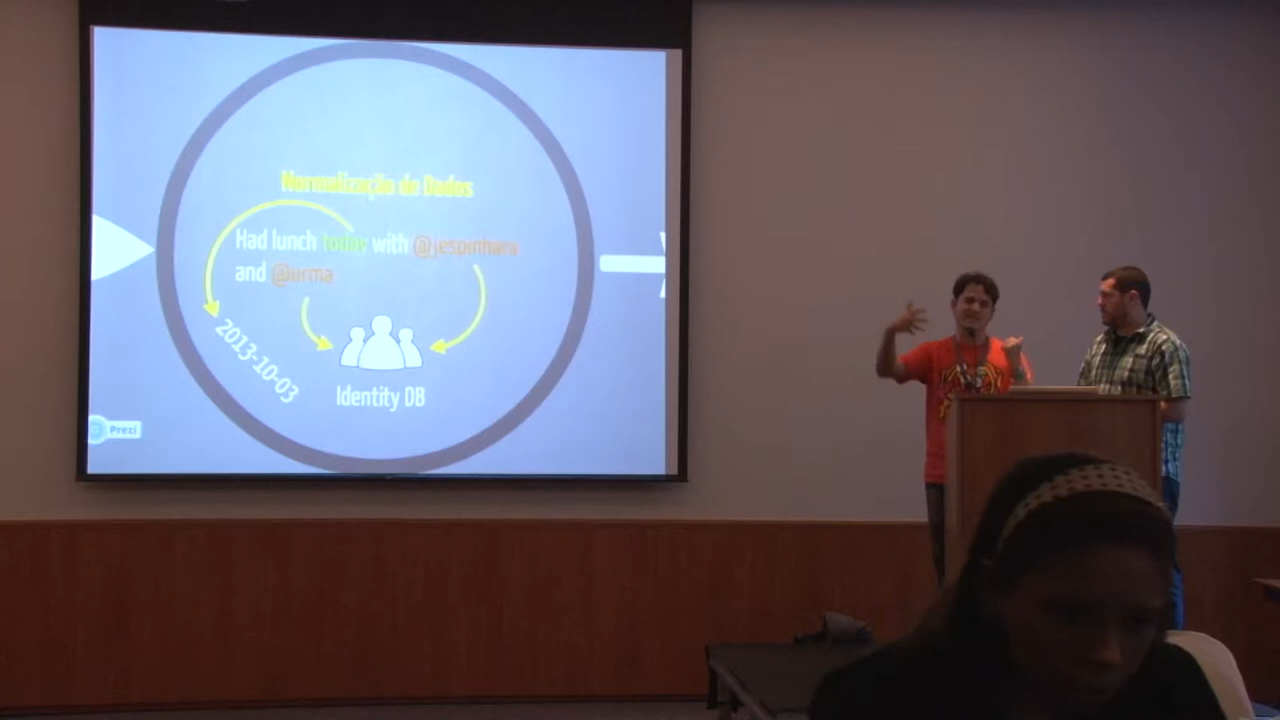 Normalização de Dados
Had lunch today with @jespinhara
and @urma
2013-10-03
Identity DB
Prezi